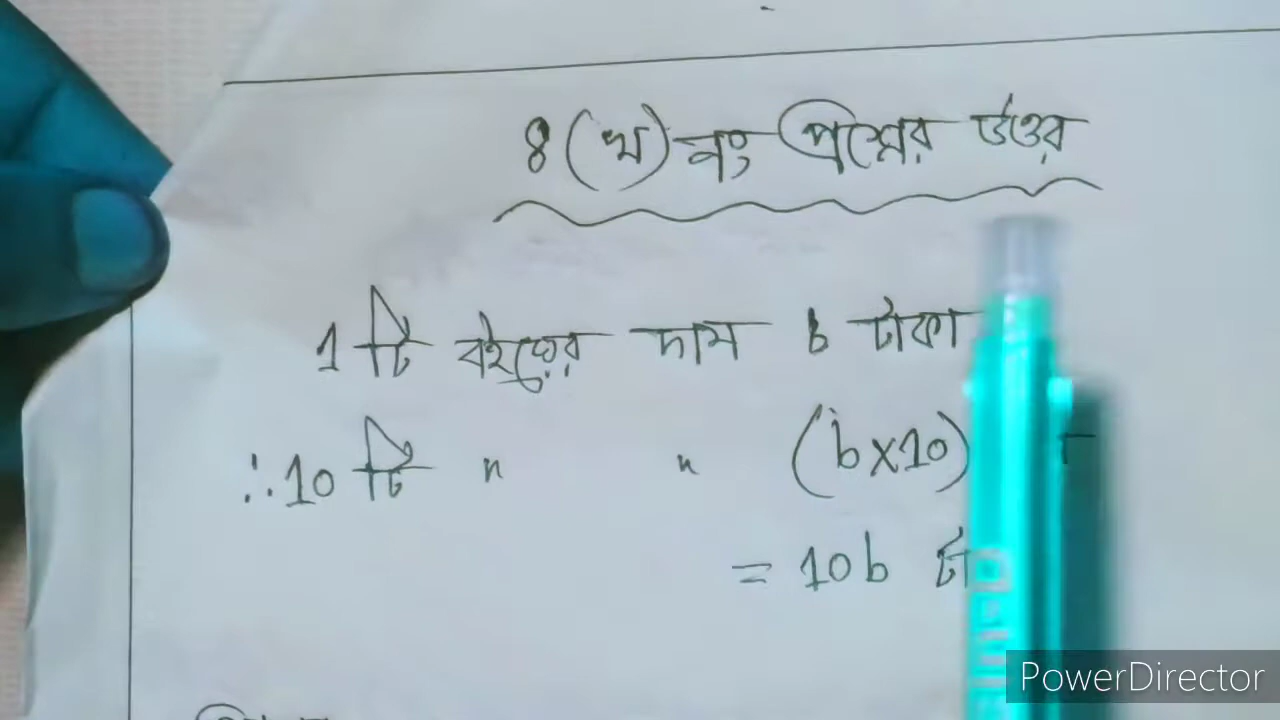 ৪(খ)নং প্রশ্নের উত্তর
1 টি বইয়ের দাম b টাকা
∴ 10 টি " " (b×10)
= 10b
PowerDirector